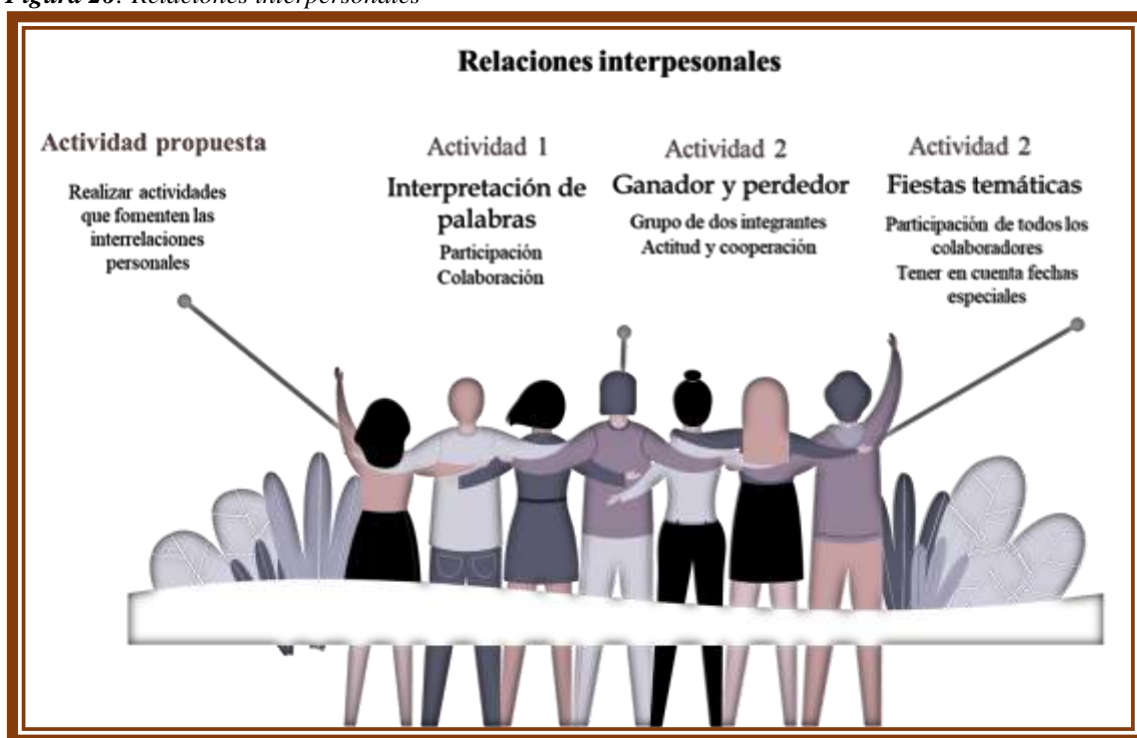 Relaciones interpesonales
Actividad propuesta
Realizar actividades
que fomenten las
interrelaciones
personales
Actividad 1
Interpretación de
palabras
Participación
Colaboración
Actividad 2
Ganador y perdedor
Grupo de dos integrantes
Actitud y cooperación
Actividad 2
Fiestas temáticas
Participación de todos los
colaboradores
Tener en cuenta fechas
especiales